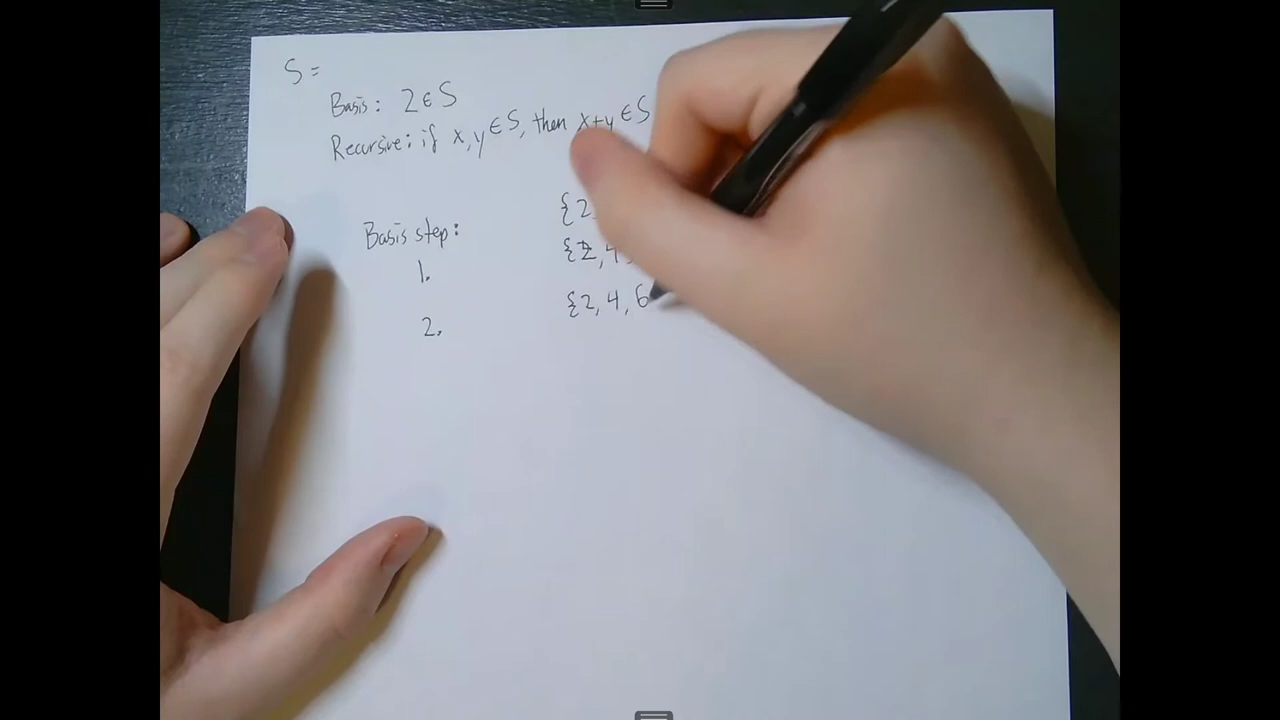 S =
Basis: 2 ∈ S
Recursive: if x, y ∈ S, then x+y ∈ S
Basis step: {2
1. {2, 4
2. {2, 4, 6